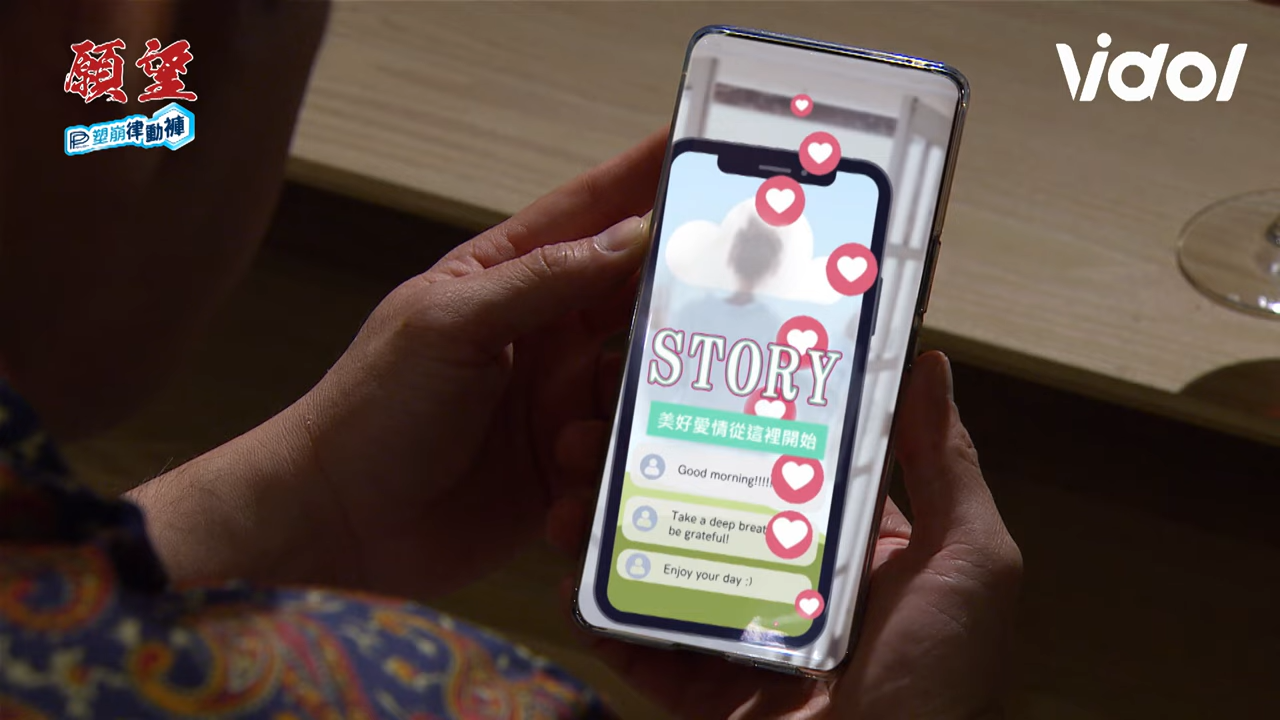 願望
塑崩律動褲
Vidol
STORY
美好愛情從這裡開始
Good morning!!!!
Take a deep breat
be grateful!
Enjoy your day :)